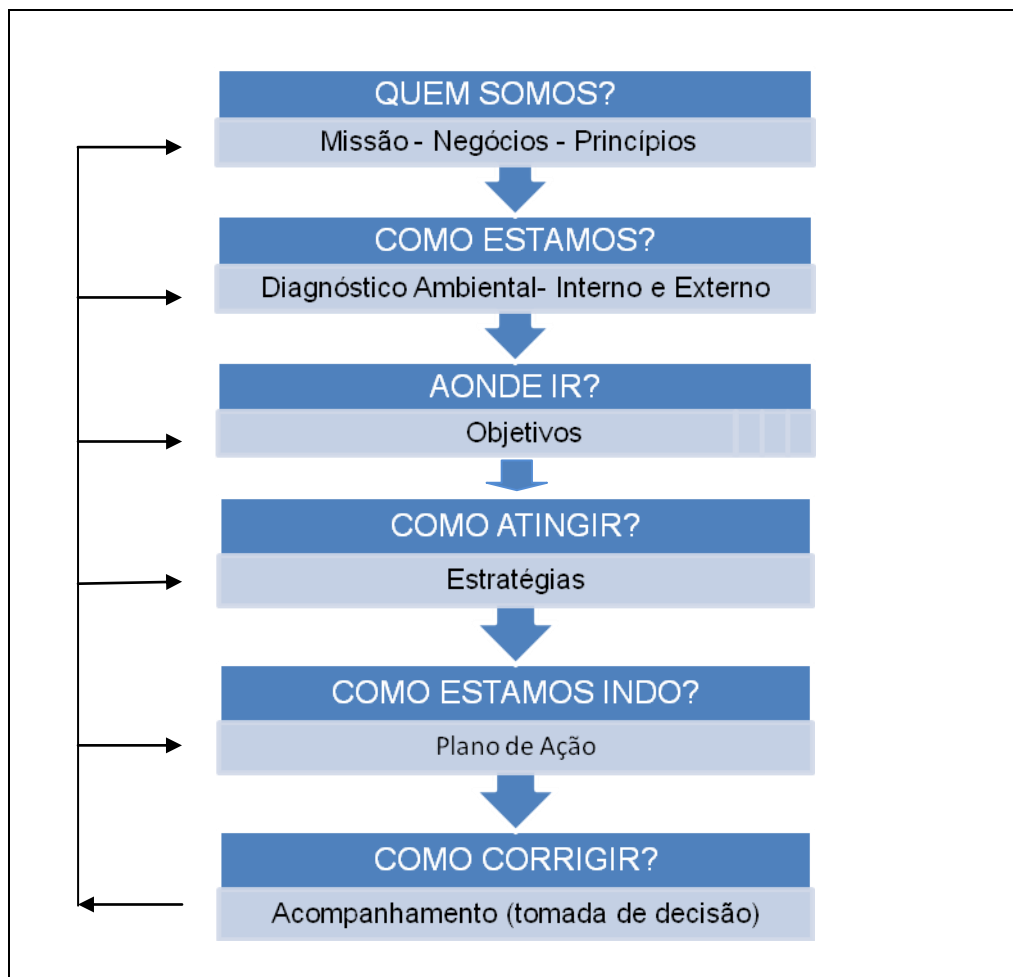 QUEM SOMOS?
Missão - Negócios - Princípios
COMO ESTAMOS?
Diagnóstico Ambiental- Interno e Externo
AONDE IR?
Objetivos
COMO ATINGIR?
Estratégias
COMO ESTAMOS INDO?
Plano de Ação
COMO CORRIGIR?
Acompanhamento (tomada de decisão)